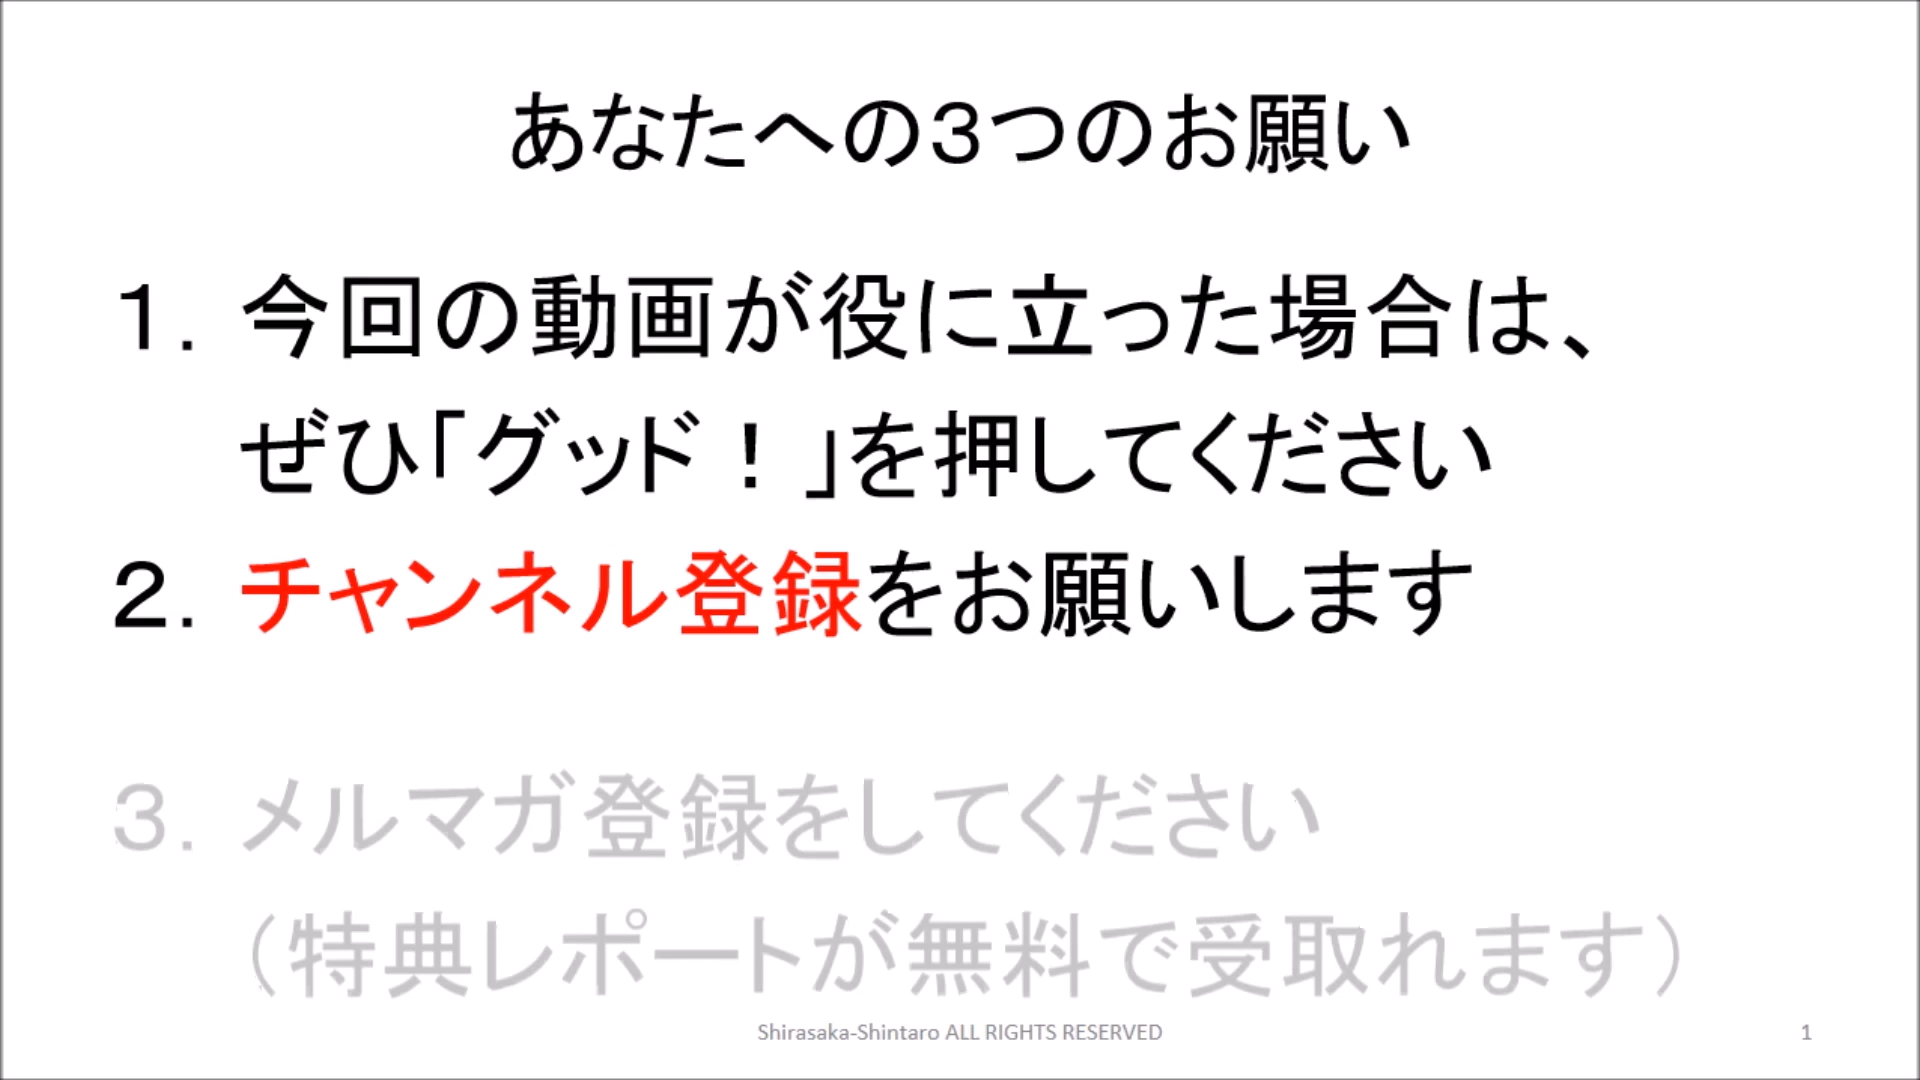 あなたへの3つのお願い
1. 今回の動画が役に立った場合は、
ぜひ「グッド！」を押してください
2. チャンネル登録をお願いします
3. メルマガ登録をしてください
（特典レポートが無料で受取れます）
Shirasaka-Shintaro ALL RIGHTS RESERVED
1